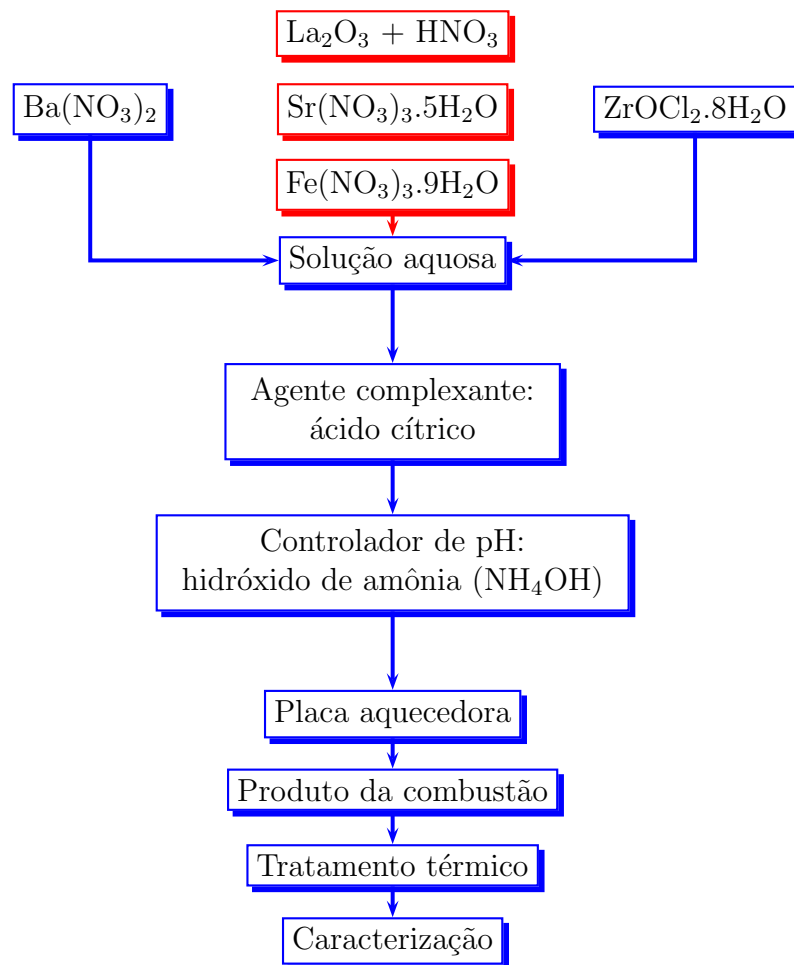 La₂O₃ + HNO₃
Ba(NO₃)₂
Sr(NO₃)₃.5H₂O
ZrOCl₂.8H₂O
Fe(NO₃)₃.9H₂O
Solução aquosa
Agente complexante:
ácido cítrico
Controlador de pH:
hidróxido de amônia (NH₄OH)
Placa aquecedora
Produto da combustão
Tratamento térmico
Caracterização